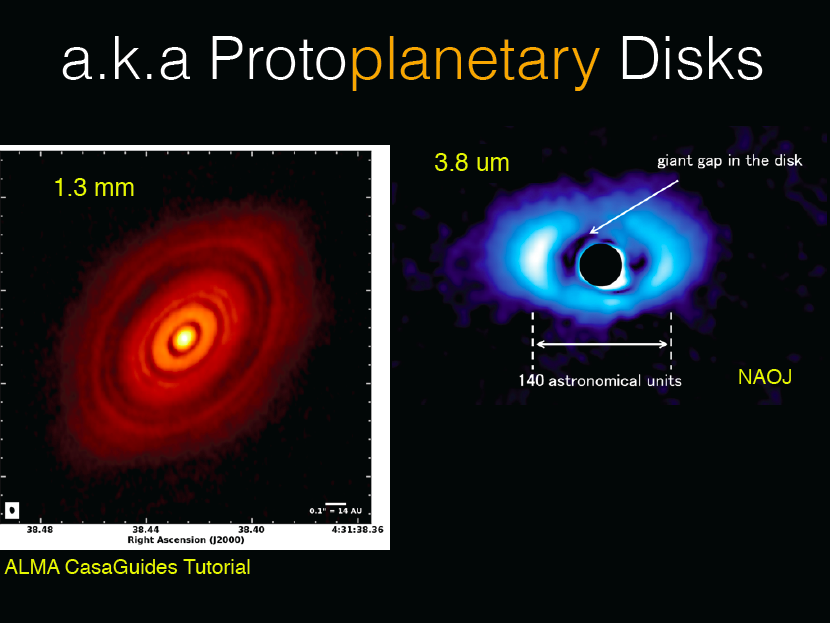 a.k.a Protoplanetary Disks
1.3 mm
0.1" = 14 AU
38.48 38.44 38.40 4:31:38.36
Right Ascension (J2000)
ALMA CasaGuides Tutorial
3.8 um
giant gap in the disk
140 astronomical units
NAOJ